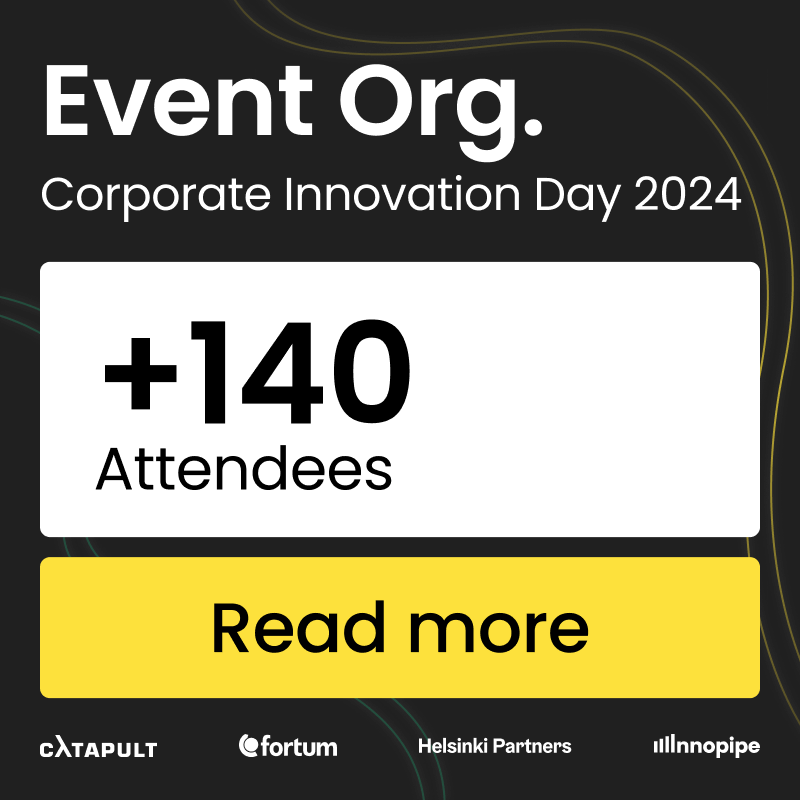 Event Org.
Corporate Innovation Day 2024
+140
Attendees
Read more
CATAPULT
fortum
Helsinki Partners
Innopipe